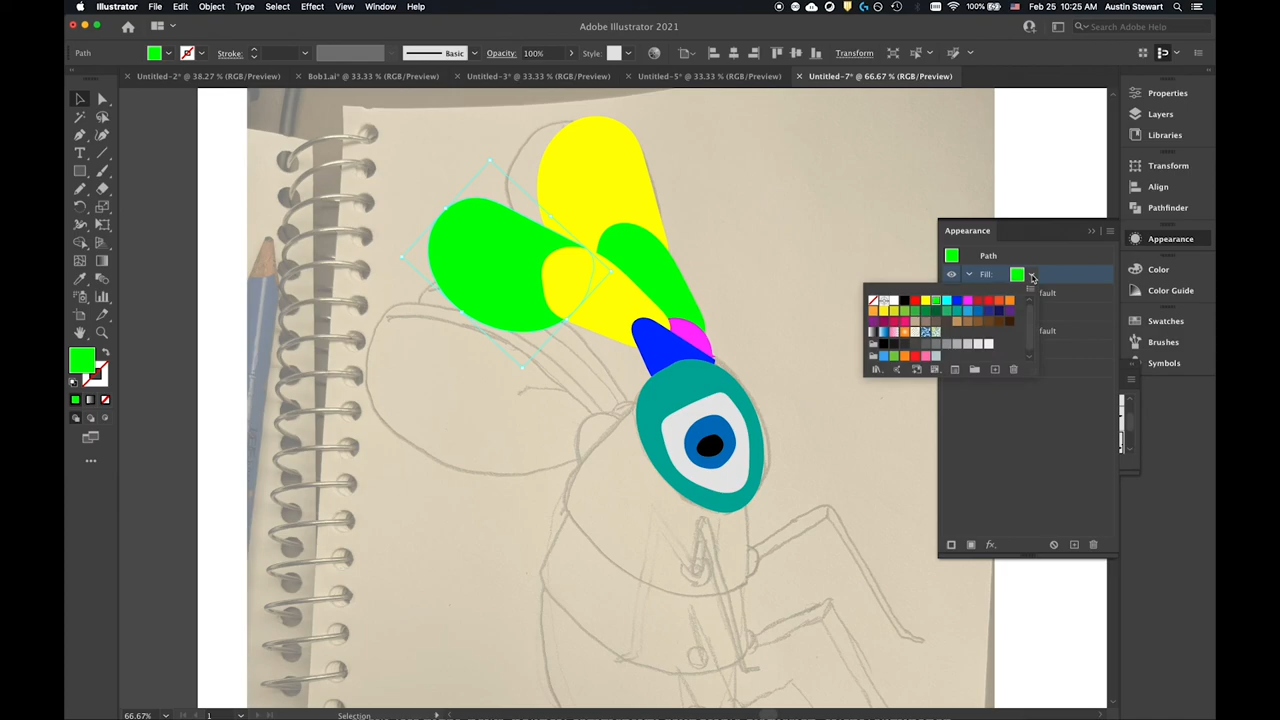 Illustrator File Edit Object Type Select Effect View Window Help
100% Feb 25 10:25 AM Austin Stewart
Adobe Illustrator 2021
Search Adobe Help
Path Stroke: Basic Opacity: 100% Style: Transform
Untitled-2* @ 38.27 % (RGB/Preview) Bob1.ai* @ 33.33 % (RGB/Preview) Untitled-3* @ 33.33 % (RGB/Preview) Untitled-5* @ 33.33 % (RGB/Preview) Untitled-7* @ 66.67 % (RGB/Preview)
Properties
Layers
Libraries
Transform
Align
Pathfinder
Appearance
Color
Color Guide
Swatches
Brushes
Symbols
Appearance
Path
Fill:
fault
ault
66.67% 1 Selection